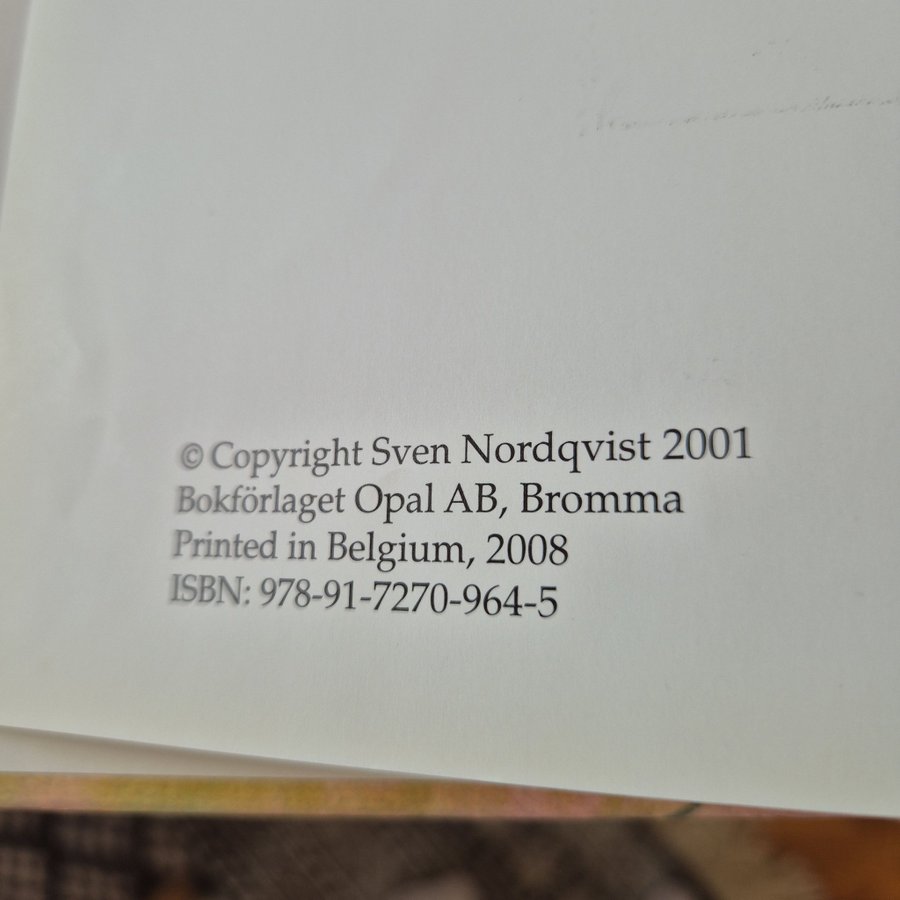 © Copyright Sven Nordqvist 2001
Bokförlaget Opal AB, Bromma
Printed in Belgium, 2008
ISBN: 978-91-7270-964-5